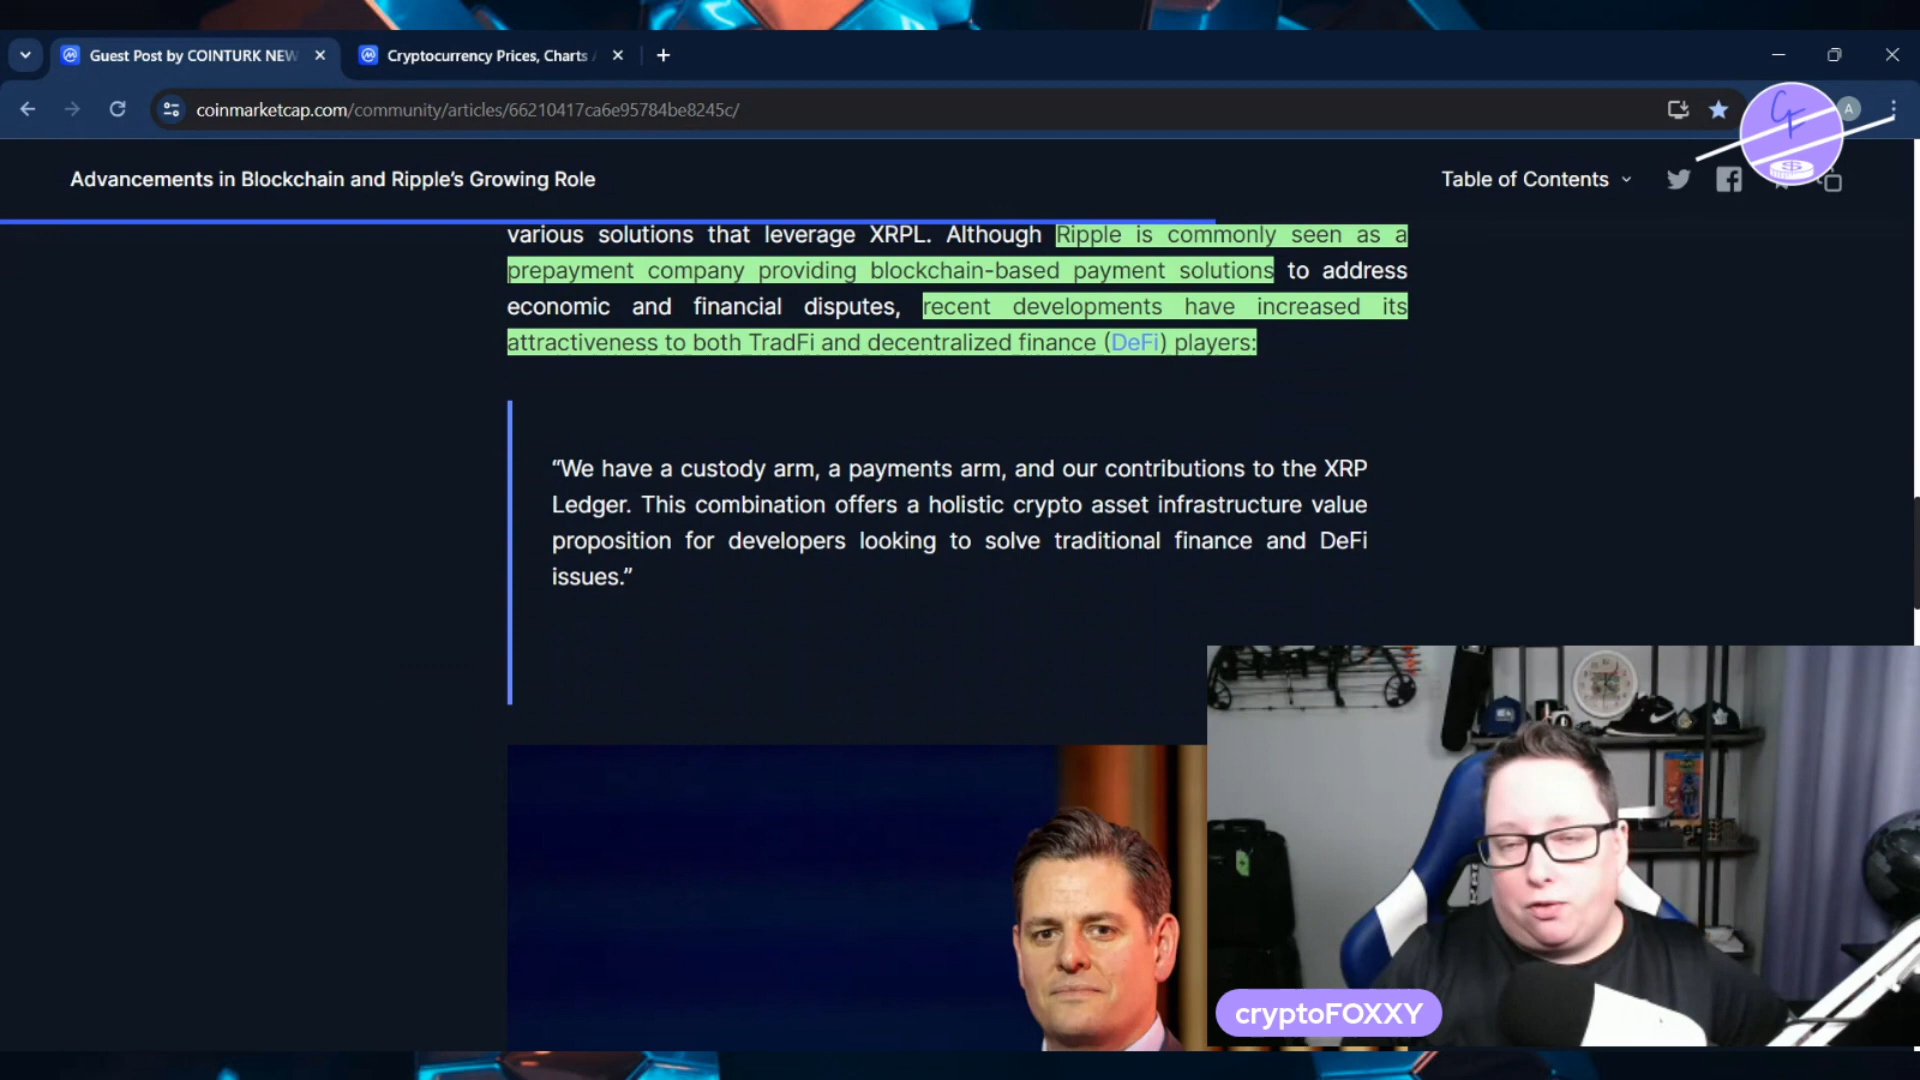 Guest Post by COINTURK NEW
Cryptocurrency Prices, Charts
coinmarketcap.com/community/articles/66210417ca6e95784be8245c/
A
Advancements in Blockchain and Ripple's Growing Role
Table of Contents
various solutions that leverage XRPL. Although Ripple is commonly seen as a
prepayment company providing blockchain-based payment solutions to address
economic and financial disputes, recent developments have increased its
attractiveness to both TradFi and decentralized finance (DeFi) players:
“We have a custody arm, a payments arm, and our contributions to the XRP
Ledger. This combination offers a holistic crypto asset infrastructure value
proposition for developers looking to solve traditional finance and DeFi
issues.”
cryptoFOXXY